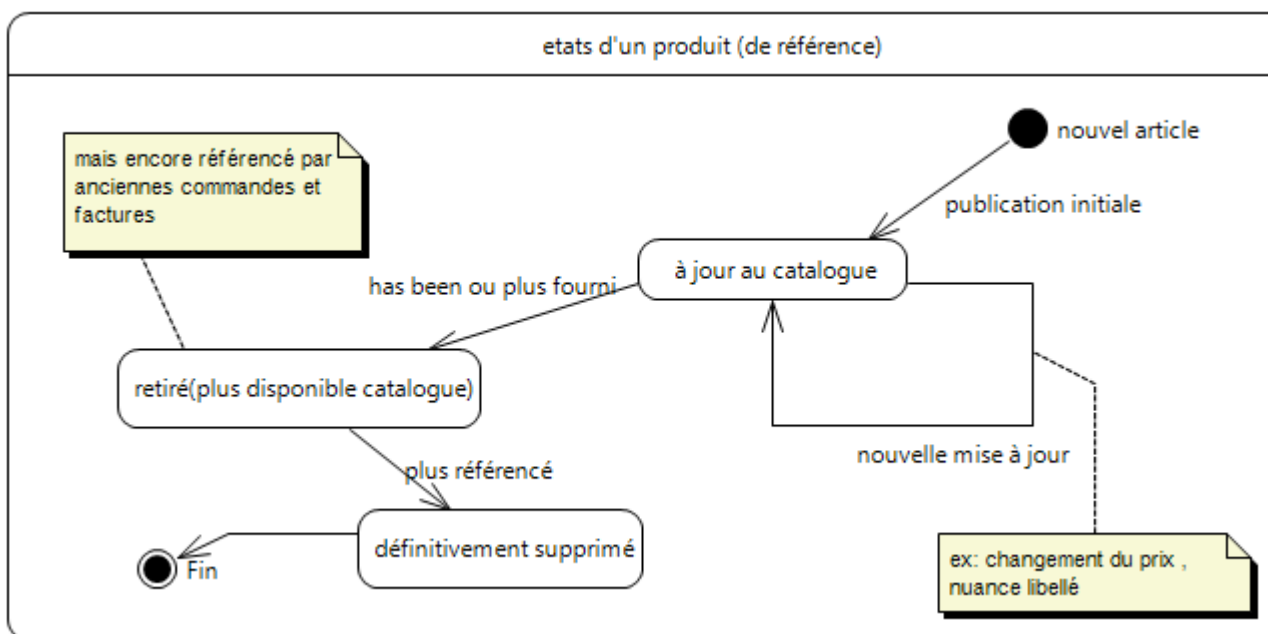 etats d'un produit (de référence)
nouvel article
mais encore référencé par
anciennes commandes et
factures
publication initiale
à jour au catalogue
has been ou plus fourni
retiré(plus disponible catalogue)
nouvelle mise à jour
plus référencé
définitivement supprimé
Fin
ex: changement du prix ,
nuance libellé